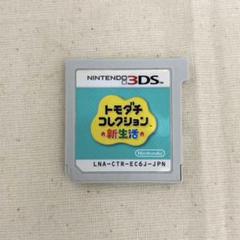 NINTENDO 3DS™
トモダチ
コレクション
新生活
Nintendo
LNA-CTR-EC6J-JPN